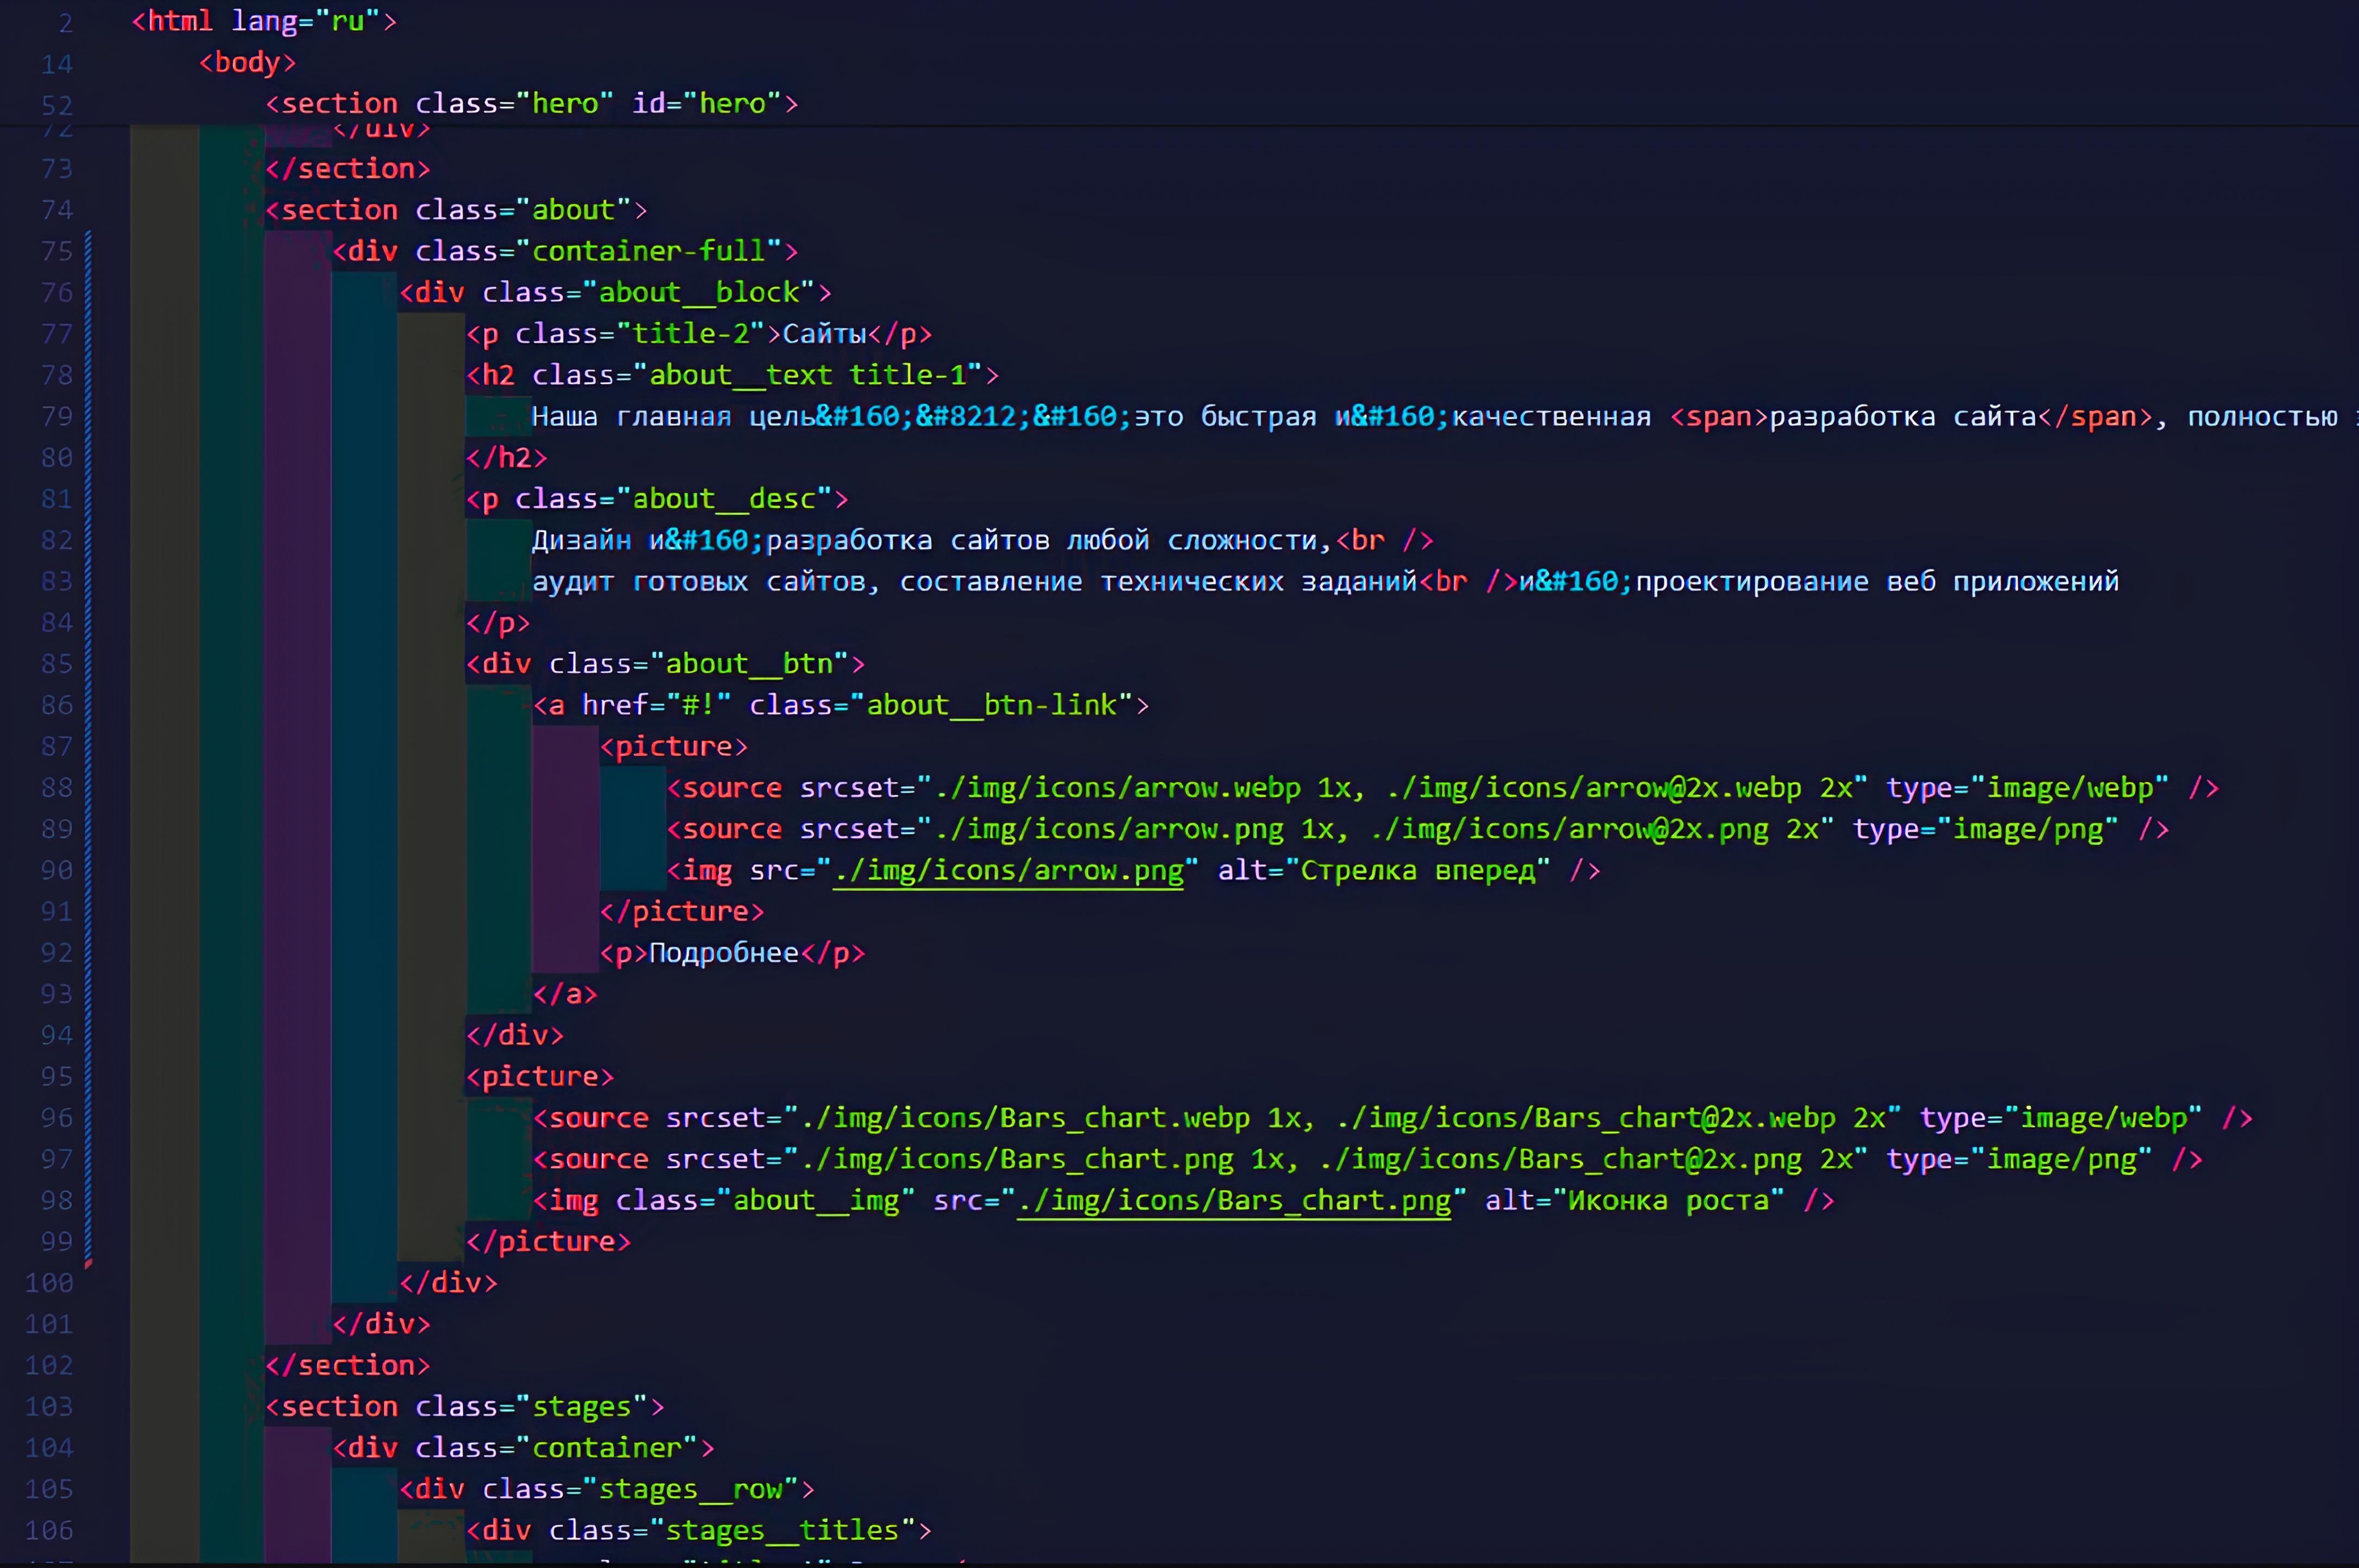 2 <html lang="ru">
14 <body>
52 <section class="hero" id="hero">
72 </div>
73 </section>
74 <section class="about">
75 <div class="container-full">
76 <div class="about__block">
77 <p class="title-2">Сайты</p>
78 <h2 class="about__text title-1">
79 Наша главная цель&#160;&#8212;&#160;это быстрая и&#160;качественная <span>разработка сайта</span>, полностью
80 </h2>
81 <p class="about__desc">
82 Дизайн и&#160;разработка сайтов любой сложности,<br />
83 аудит готовых сайтов, составление технических заданий<br />и&#160;проектирование веб приложений
84 </p>
85 <div class="about__btn">
86 <a href="#!" class="about__btn-link">
87 <picture>
88 <source srcset="./img/icons/arrow.webp 1x, ./img/icons/arrow@2x.webp 2x" type="image/webp" />
89 <source srcset="./img/icons/arrow.png 1x, ./img/icons/arrow@2x.png 2x" type="image/png" />
90 <img src="./img/icons/arrow.png" alt="Стрелка вперед" />
91 </picture>
92 <p>Подробнее</p>
93 </a>
94 </div>
95 <picture>
96 <source srcset="./img/icons/Bars_chart.webp 1x, ./img/icons/Bars_chart@2x.webp 2x" type="image/webp" />
97 <source srcset="./img/icons/Bars_chart.png 1x, ./img/icons/Bars_chart@2x.png 2x" type="image/png" />
98 <img class="about__img" src="./img/icons/Bars_chart.png" alt="Иконка роста" />
99 </picture>
100 </div>
101 </div>
102 </section>
103 <section class="stages">
104 <div class="container">
105 <div class="stages__row">
106 <div class="stages__titles">